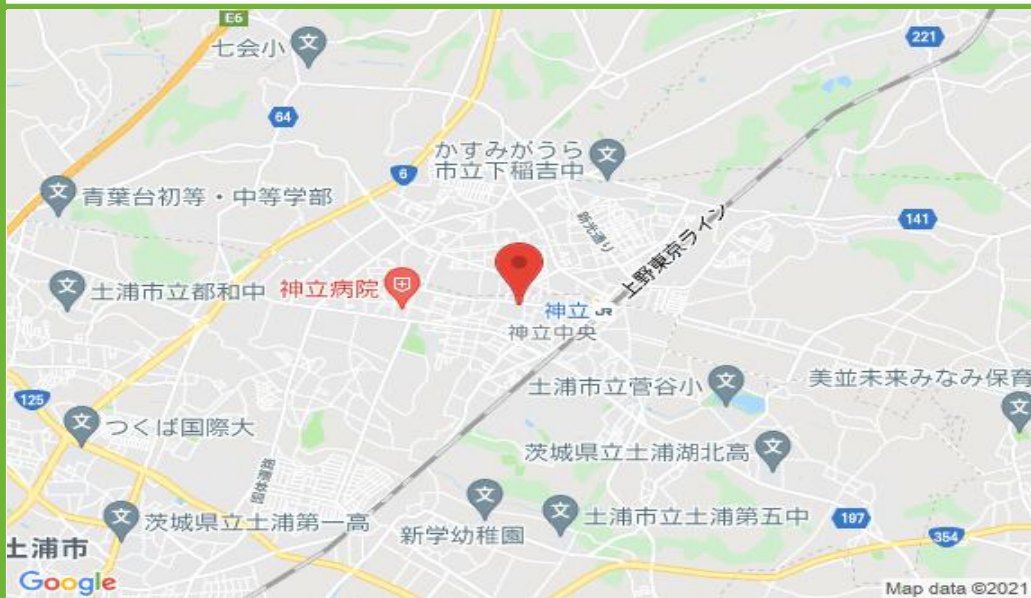 E6
七会小
221
64
かすみがうら
市立下稲吉中
6
青葉台初等・中等学部
新光通り
141
上野東京ライン
土浦市立都和中
神立病院
神立
JR
神立中央
土浦市立菅谷小
美並未来みなみ保育
125
つくば国際大
茨城県立土浦湖北高
茨城県立土浦第一高
新学幼稚園
土浦市立土浦第五中
197
354
土浦市
Google
Map data ©2021